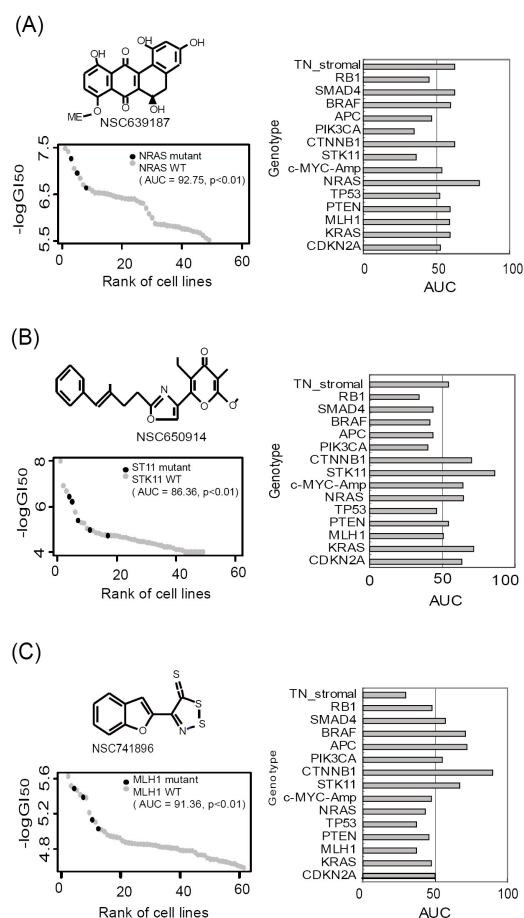 (A)
OH
O
OH
OH
O
O
OH
ME
NSC639187
-logGI50
7.5
6.5
5.5
NRAS mutant
NRAS WT
( AUC = 92.75, p<0.01)
0
20
40
60
Rank of cell lines
Genotype
TN_stromal
RB1
SMAD4
BRAF
APC
PIK3CA
CTNNB1
STK11
c-MYC-Amp
NRAS
TP53
PTEN
MLH1
KRAS
CDKN2A
0
50
100
AUC
(B)
O
N
O
O
O
NSC650914
-logGI50
8
6
4
ST11 mutant
STK11 WT
( AUC = 86.36, p<0.01)
0
20
40
60
Rank of cell lines
Genotype
TN_stromal
RB1
SMAD4
BRAF
APC
PIK3CA
CTNNB1
STK11
c-MYC-Amp
NRAS
TP53
PTEN
MLH1
KRAS
CDKN2A
0
50
100
AUC
(C)
S
S
S
N
O
NSC741896
-logGI50
5.6
5.2
4.8
MLH1 mutant
MLH1 WT
( AUC = 91.36, p<0.01)
0
20
40
60
Rank of cell lines
Genotype
TN_stromal
RB1
SMAD4
BRAF
APC
PIK3CA
CTNNB1
STK11
c-MYC-Amp
NRAS
TP53
PTEN
MLH1
KRAS
CDKN2A
0
50
100
AUC